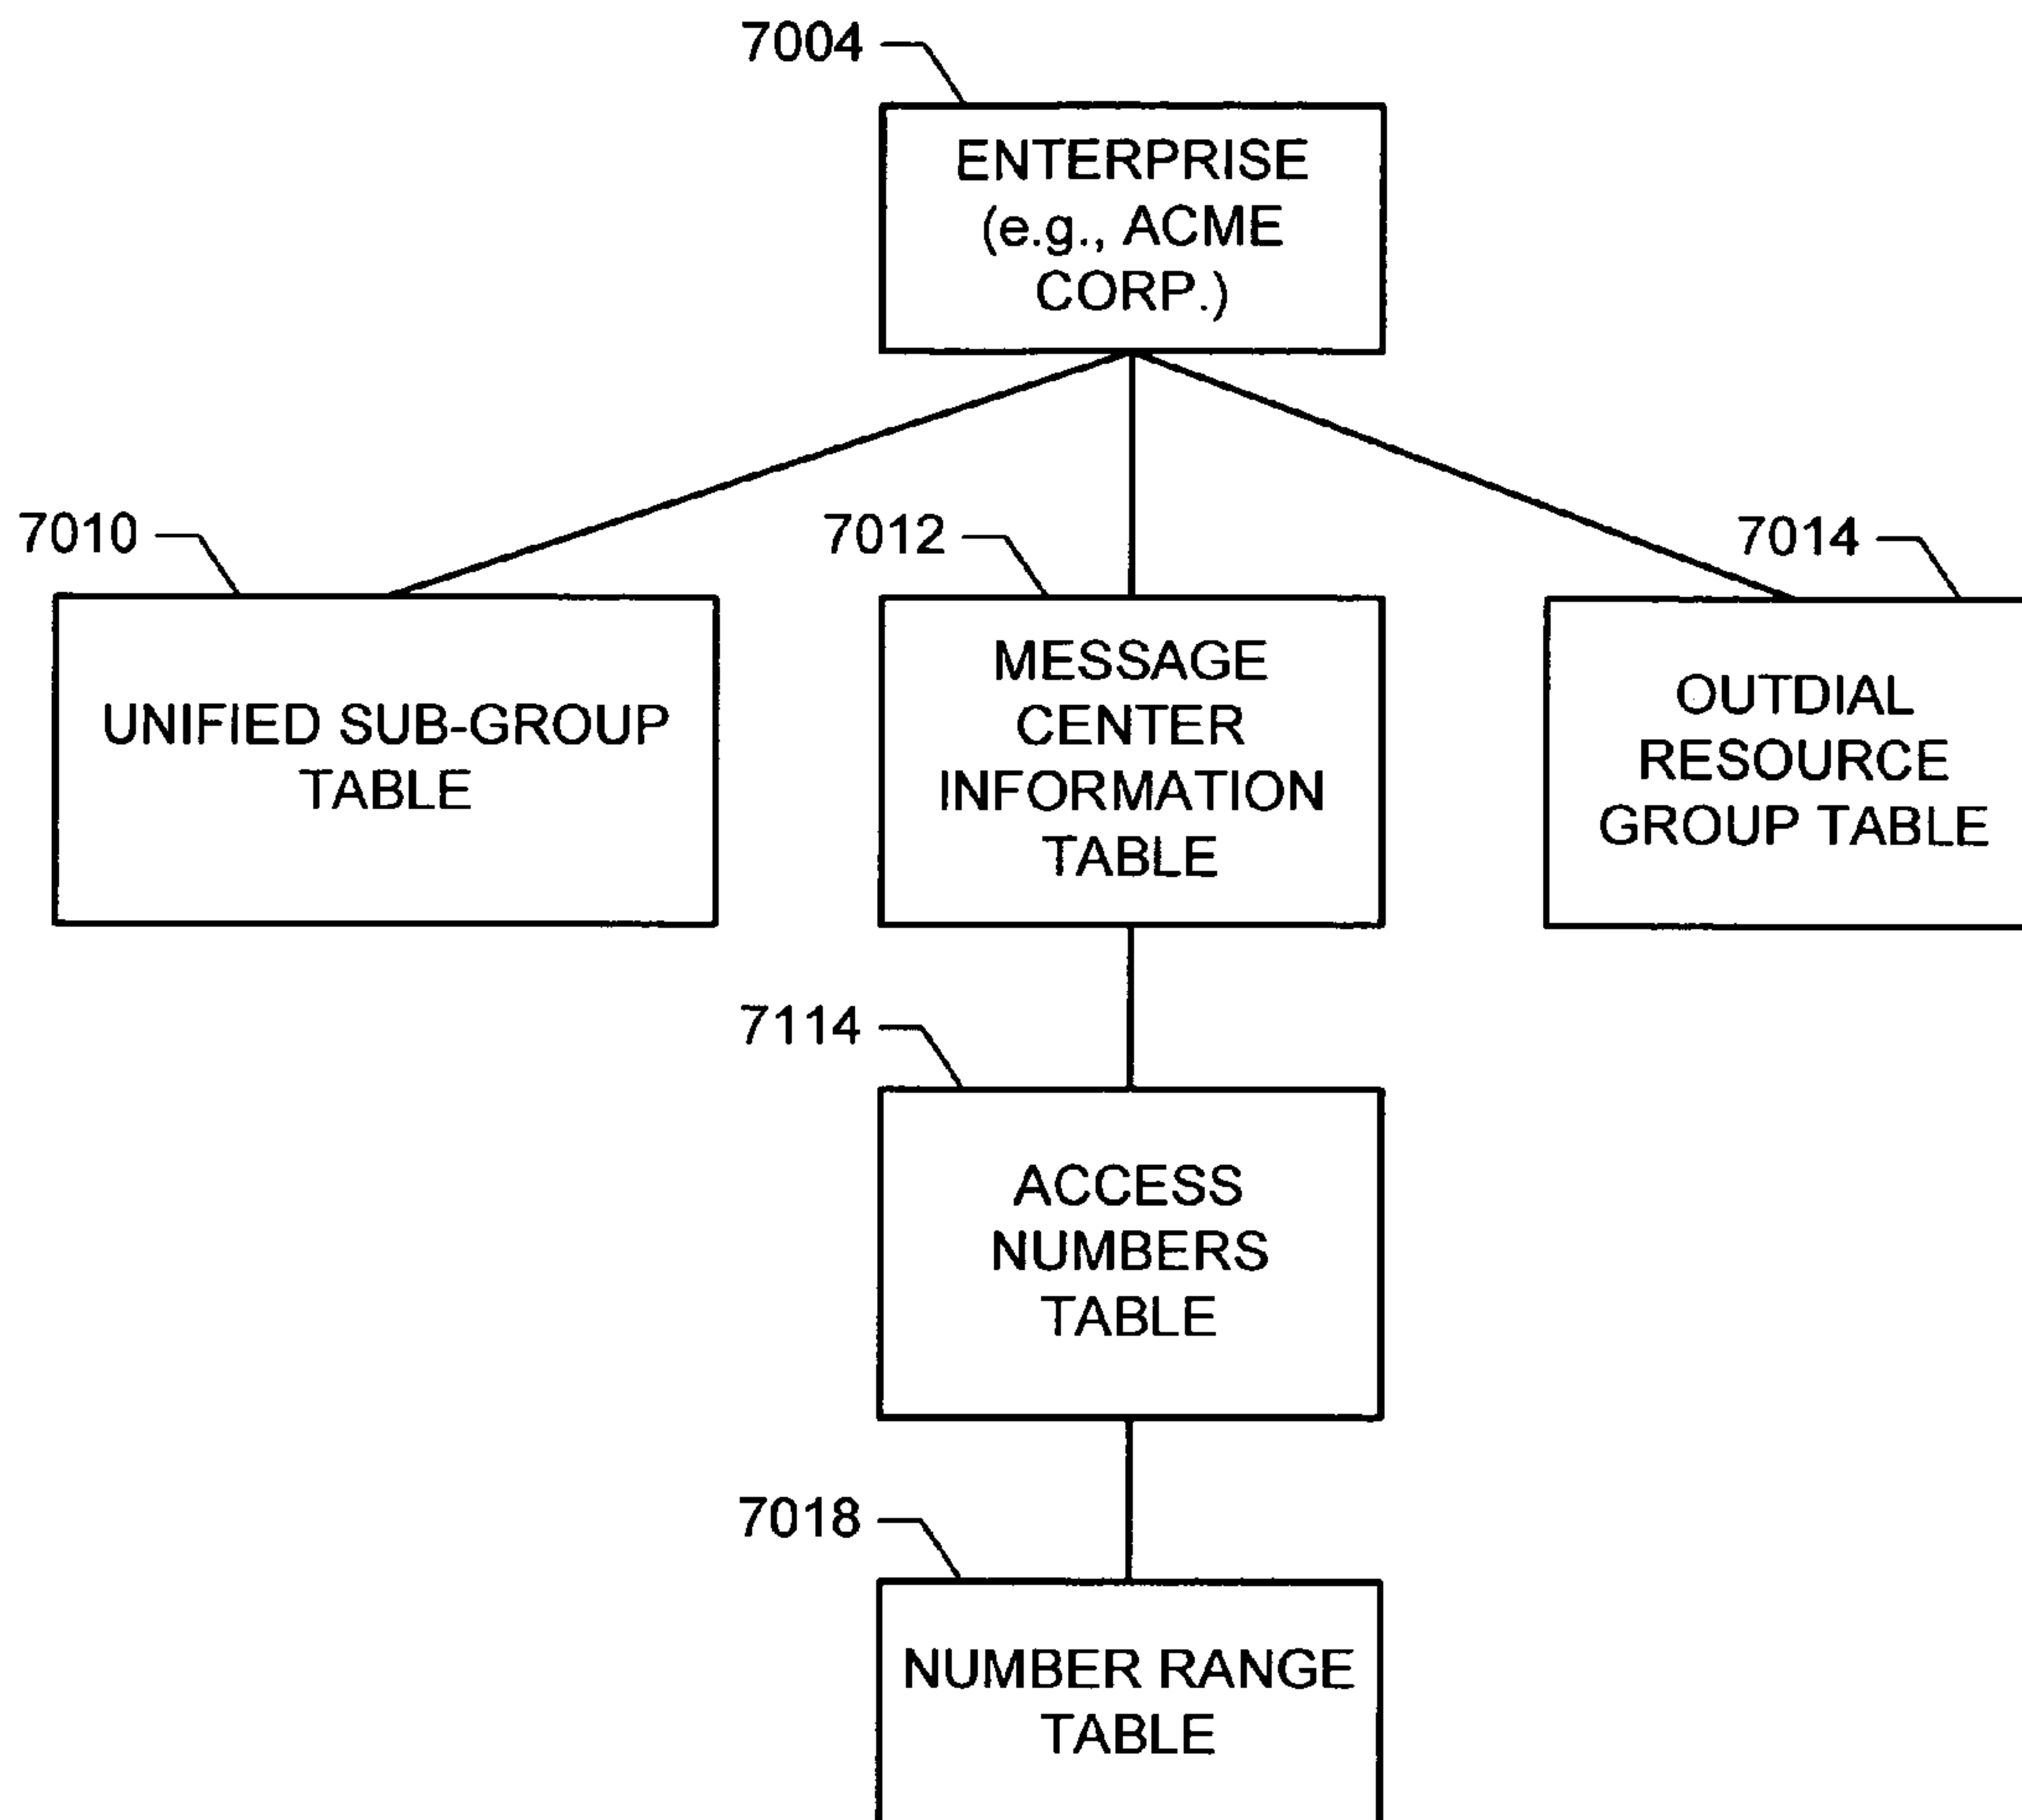 7004
ENTERPRISE
(e.g., ACME
CORP.)
7010
UNIFIED SUB-GROUP
TABLE
7012
MESSAGE
CENTER
INFORMATION
TABLE
7014
OUTDIAL
RESOURCE
GROUP TABLE
7114
ACCESS
NUMBERS
TABLE
7018
NUMBER RANGE
TABLE